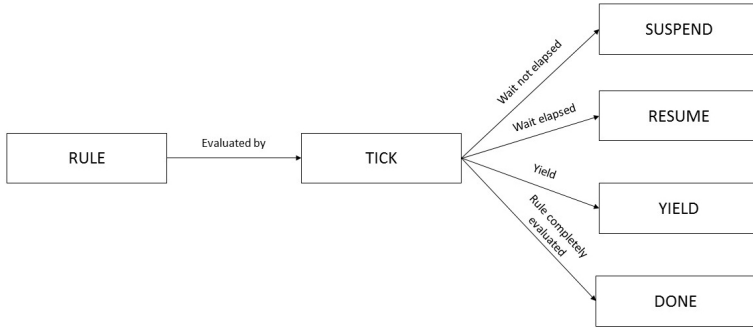 RULE
Evaluated by
TICK
Wait not elapsed
SUSPEND
Wait elapsed
RESUME
Yield
YIELD
Rule completely
evaluated
DONE